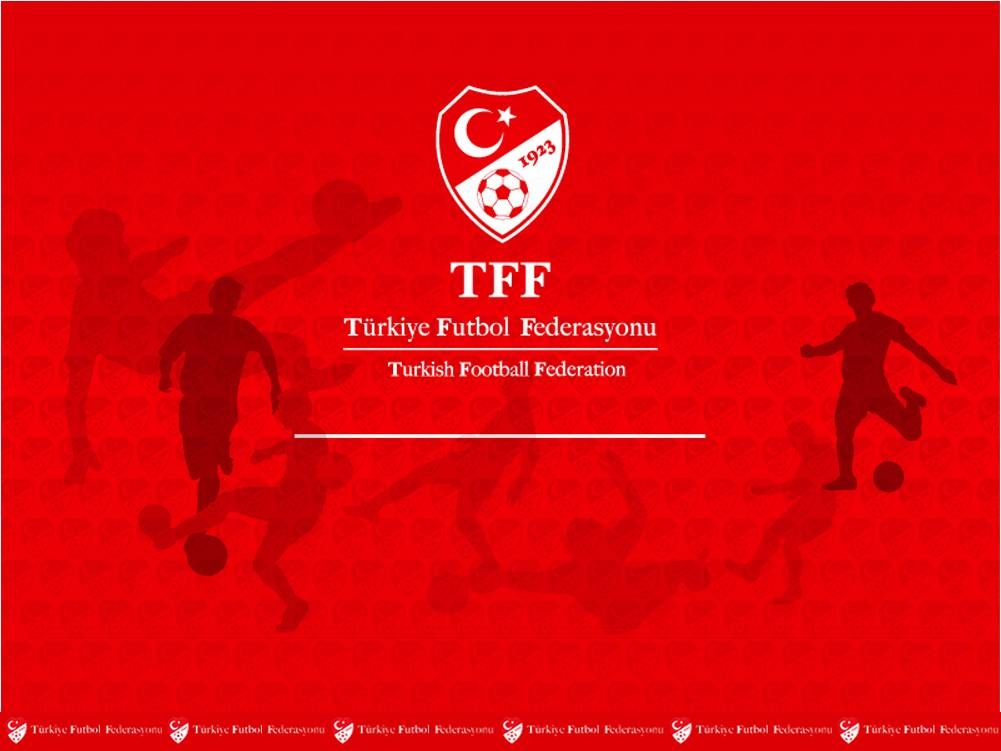 1923
TFF
Türkiye Futbol Federasyonu
Turkish Football Federation
Türkiye Futbol Federasyonu Türkiye Futbol Federasyonu Türkiye Futbol Federasyonu Türkiye Futbol Federasyonu Türkiye Futbol Federasyonu Türkiye Futbol Federasyonu